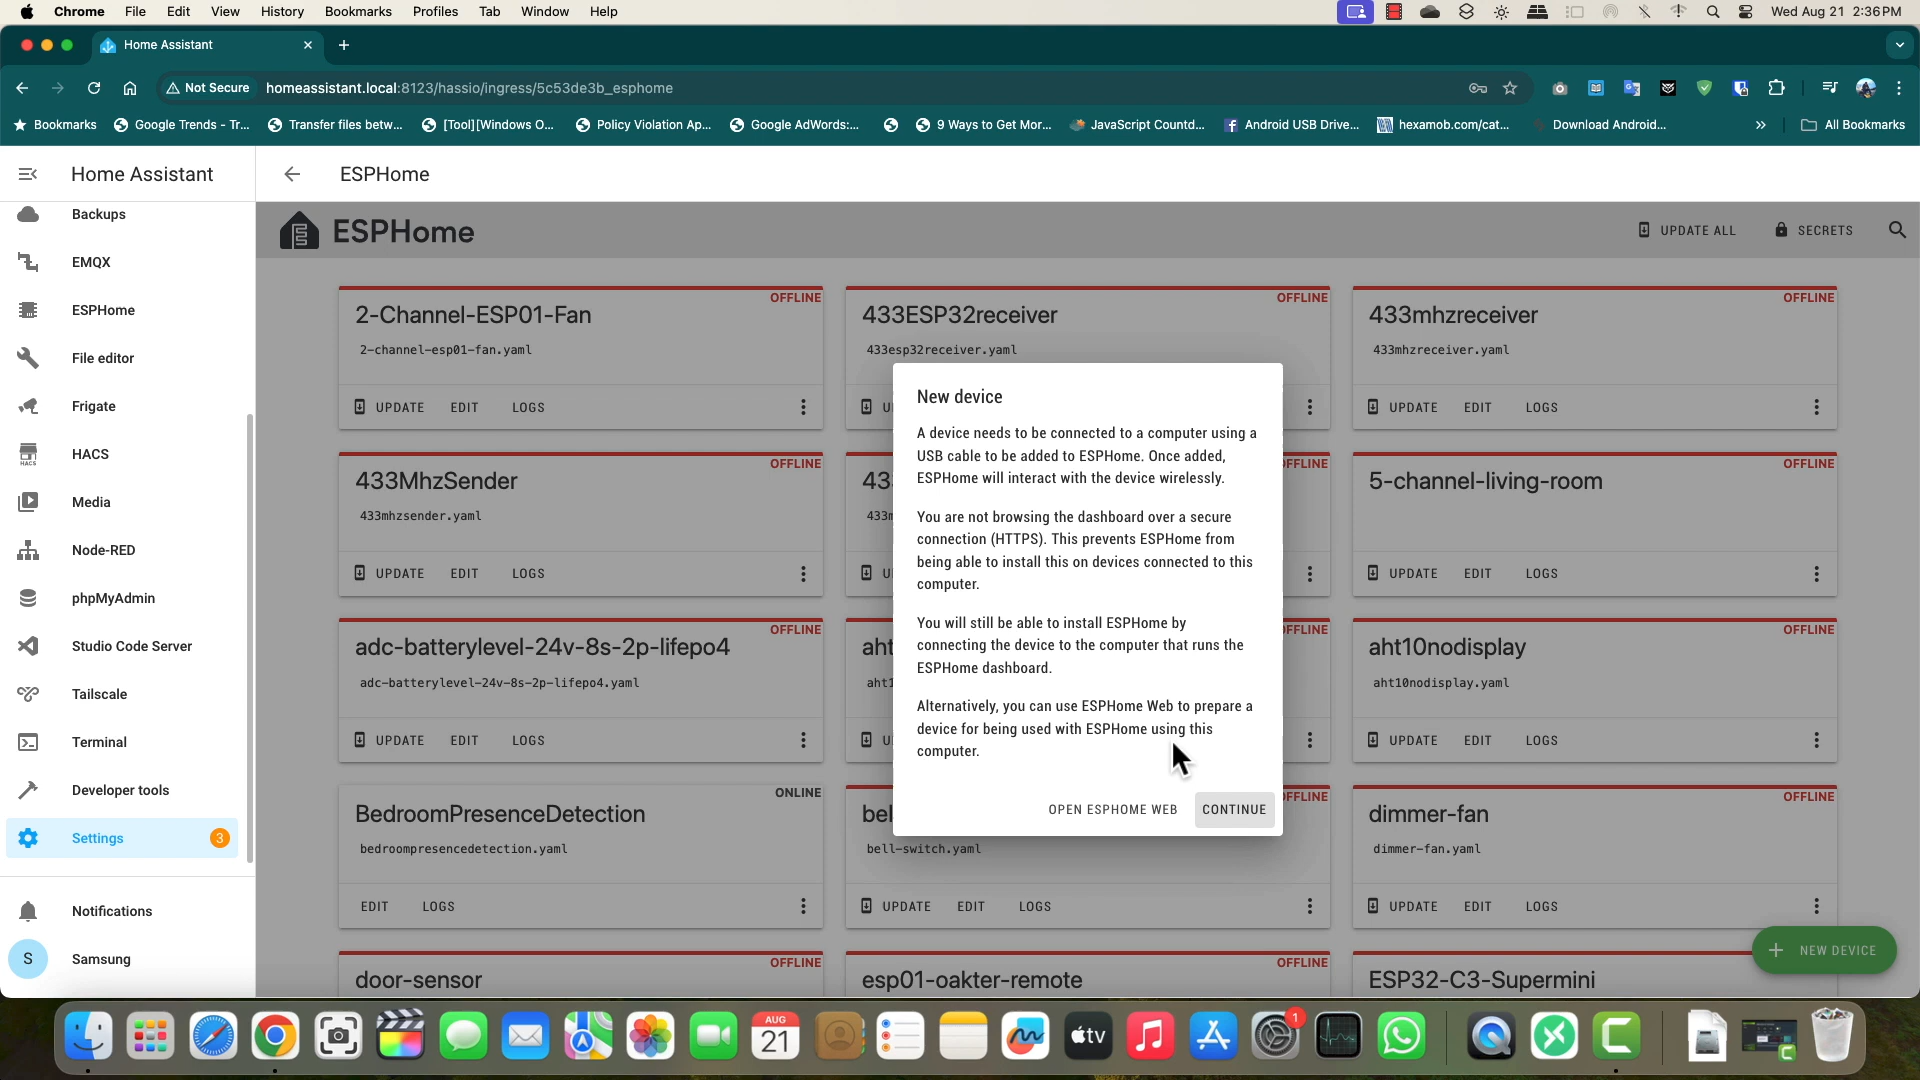 Chrome File Edit View History Bookmarks Profiles Tab Window Help
Wed Aug 21 2:36 PM
Home Assistant
Not Secure homeassistant.local:8123/hassio/ingress/5c53de3b_esphome
Bookmarks Google Trends - Tr... Transfer files betw... [Tool][Windows O... Policy Violation Ap... Google AdWords:... 9 Ways to Get Mor... JavaScript Countd... Android USB Drive... hexamob.com/cat... Download Android... » All Bookmarks
Home Assistant
ESPHome
Backups
EMQX
ESPHome
File editor
Frigate
HACS
HACS
Media
Node-RED
phpMyAdmin
Studio Code Server
Tailscale
Terminal
Developer tools
Settings 3
Notifications
S Samsung
ESPHome
UPDATE ALL SECRETS
OFFLINE
2-Channel-ESP01-Fan
2-channel-esp01-fan.yaml
UPDATE EDIT LOGS
OFFLINE
433ESP32receiver
433esp32receiver.yaml
U
OFFLINE
433mhzreceiver
433mhzreceiver.yaml
UPDATE EDIT LOGS
OFFLINE
433MhzSender
433mhzsender.yaml
UPDATE EDIT LOGS
FFLINE
43
433m
U
OFFLINE
5-channel-living-room
UPDATE EDIT LOGS
OFFLINE
adc-batterylevel-24v-8s-2p-lifepo4
adc-batterylevel-24v-8s-2p-lifepo4.yaml
UPDATE EDIT LOGS
FFLINE
aht
aht1
U
OFFLINE
aht10nodisplay
aht10nodisplay.yaml
UPDATE EDIT LOGS
ONLINE
BedroomPresenceDetection
bedroompresencedetection.yaml
EDIT LOGS
FFLINE
bel
bell-switch.yaml
UPDATE EDIT LOGS
OFFLINE
dimmer-fan
dimmer-fan.yaml
UPDATE EDIT LOGS
OFFLINE
door-sensor
OFFLINE
esp01-oakter-remote
ESP32-C3-Supermini
NEW DEVICE
New device
A device needs to be connected to a computer using a
USB cable to be added to ESPHome. Once added,
ESPHome will interact with the device wirelessly.
You are not browsing the dashboard over a secure
connection (HTTPS). This prevents ESPHome from
being able to install this on devices connected to this
computer.
You will still be able to install ESPHome by
connecting the device to the computer that runs the
ESPHome dashboard.
Alternatively, you can use ESPHome Web to prepare a
device for being used with ESPHome using this
computer.
OPEN ESPHOME WEB CONTINUE
AUG
21
tv
1